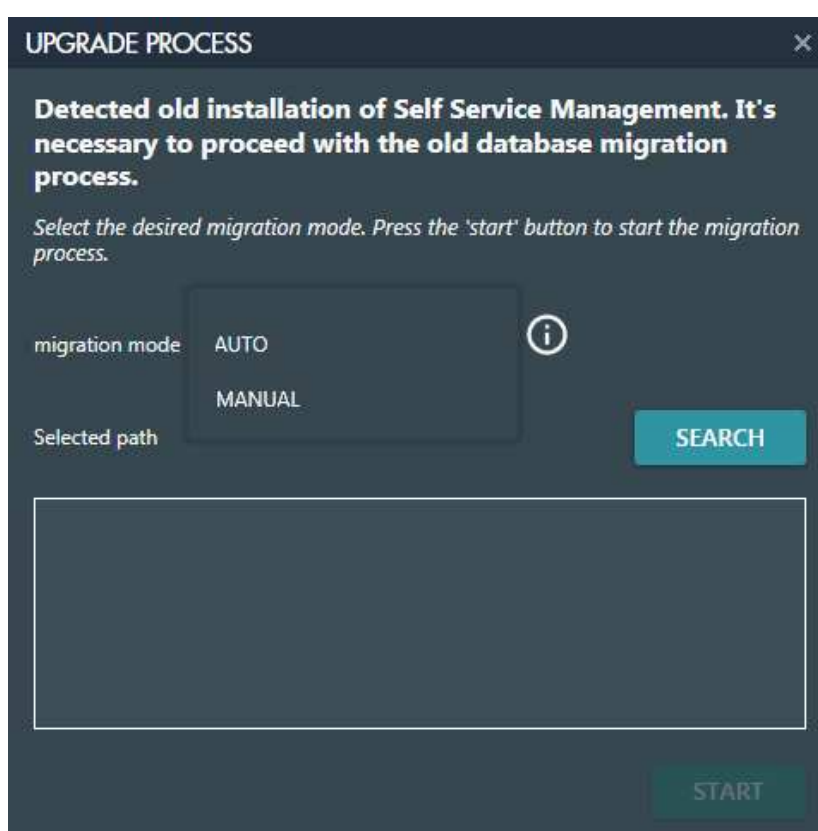 UPGRADE PROCESS
Detected old installation of Self Service Management. It's
necessary to proceed with the old database migration
process.
Select the desired migration mode. Press the 'start' button to start the migration
process.
migration mode
AUTO
MANUAL
Selected path
SEARCH
START